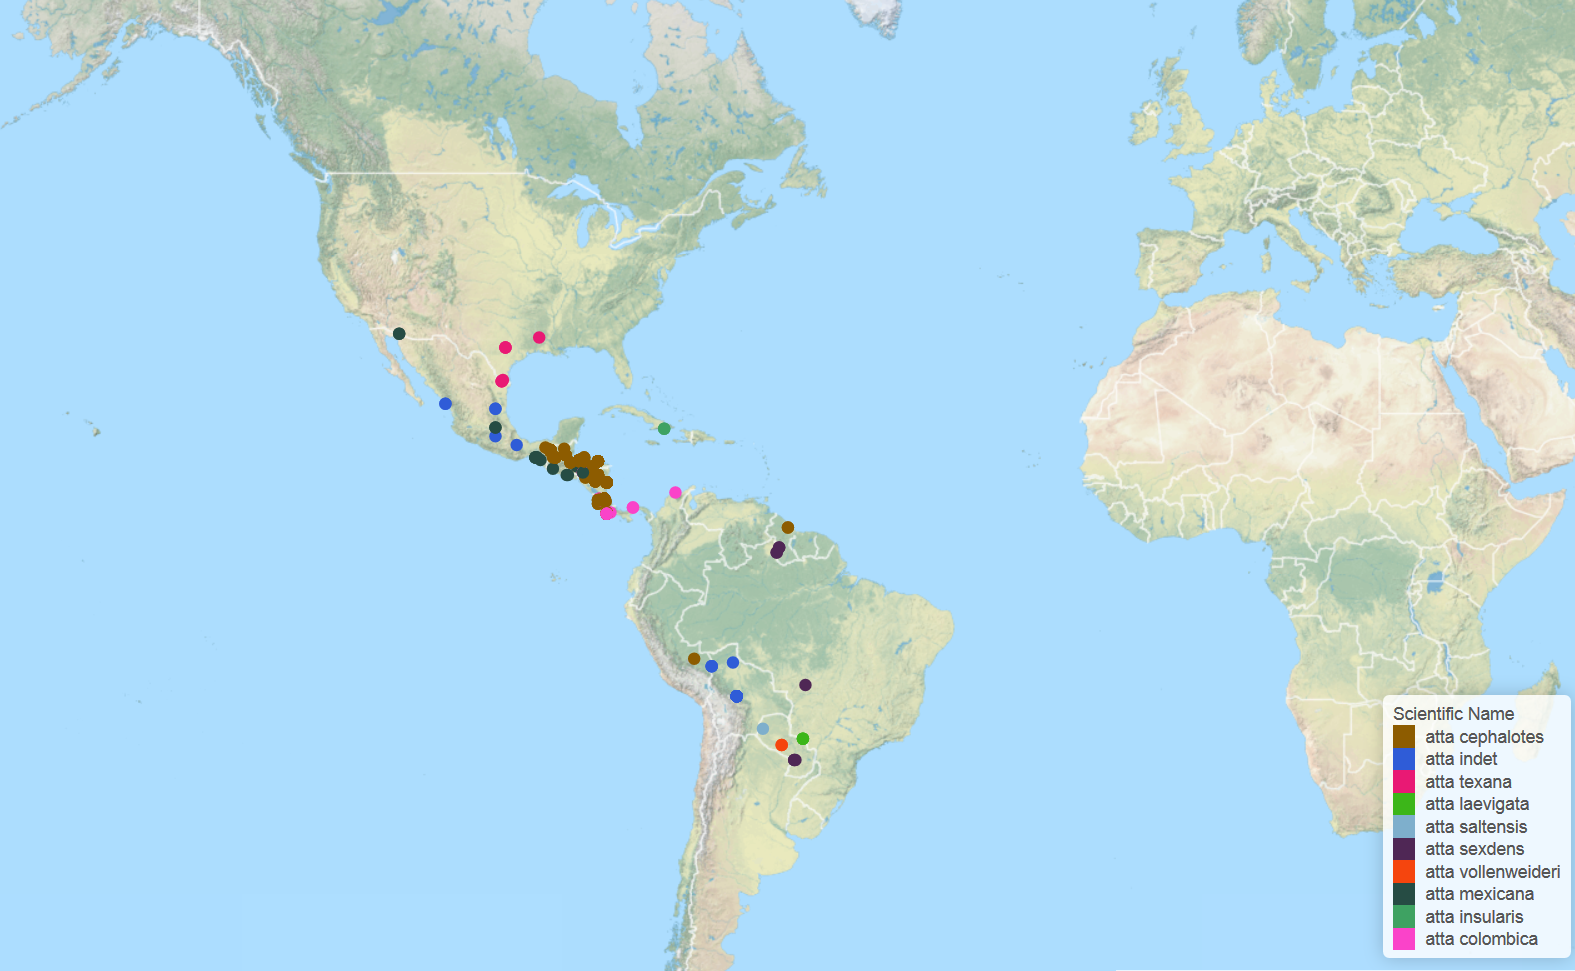 Scientific Name
atta cephalotes
atta indet
atta texana
atta laevigata
atta saltensis
atta sexdens
atta vollenweideri
atta mexicana
atta insularis
atta colombica